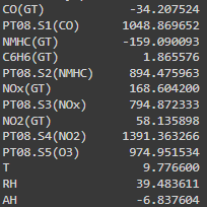 CO(GT) -34.207524
PT08.S1(CO) 1048.869652
NMHC(GT) -159.090093
C6H6(GT) 1.865576
PT08.S2(NMHC) 894.475963
NOx(GT) 168.604200
PT08.S3(NOx) 794.872333
NO2(GT) 58.135898
PT08.S4(NO2) 1391.363266
PT08.S5(O3) 974.951534
T 9.776600
RH 39.483611
AH -6.837604